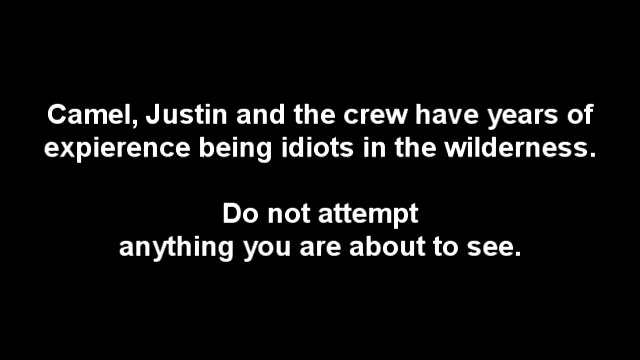 Camel, Justin and the crew have years of
expierence being idiots in the wilderness.
Do not attempt
anything you are about to see.